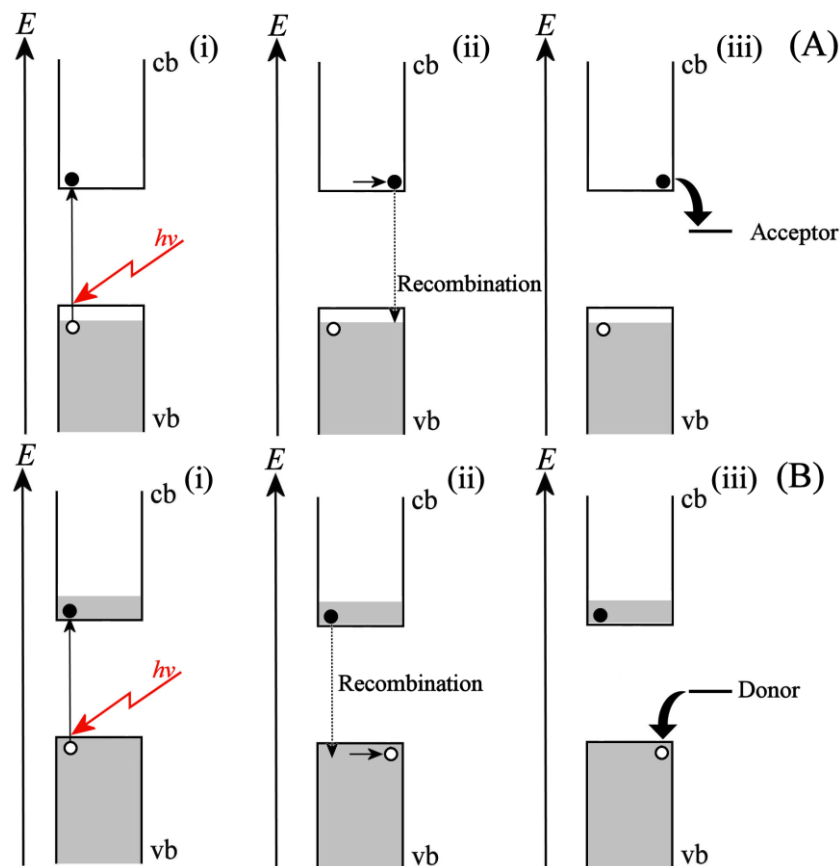 E (i) cb
hν
vb
E (ii) cb
Recombination
vb
E (iii) cb (A)
Acceptor
vb
E (i) cb
hν
vb
E (ii) cb
Recombination
vb
E (iii) cb (B)
Donor
vb